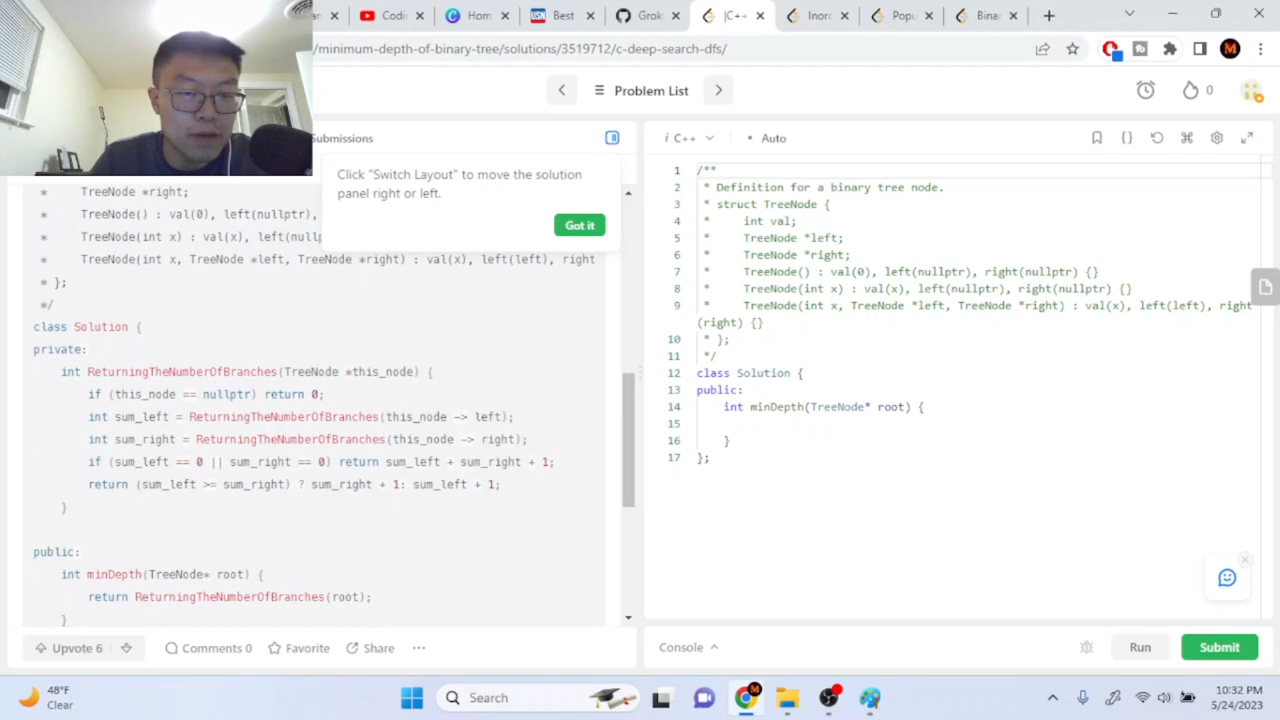 Codi
Hom
Best
Grok
|C++
Inorc
Popu
Bina
/minimum-depth-of-binary-tree/solutions/3519712/c-deep-search-dfs/
M
Problem List
0
Submissions
Click "Switch Layout" to move the solution
panel right or left.
Got it
* TreeNode *right;
* TreeNode() : val(0), left(nullptr),
* TreeNode(int x) : val(x), left(nullp
* TreeNode(int x, TreeNode *left, TreeNode *right) : val(x), left(left), right
* };
*/
class Solution {
private:
int ReturningTheNumberOfBranches(TreeNode *this_node) {
if (this_node == nullptr) return 0;
int sum_left = ReturningTheNumberOfBranches(this_node -> left);
int sum_right = ReturningTheNumberOfBranches(this_node -> right);
if (sum_left == 0 || sum_right == 0) return sum_left + sum_right + 1;
return (sum_left >= sum_right) ? sum_right + 1: sum_left + 1;
}
public:
int minDepth(TreeNode* root) {
return ReturningTheNumberOfBranches(root);
}
Upvote 6
Comments 0
Favorite
Share
i C++
• Auto
1 /**
2 * Definition for a binary tree node.
3 * struct TreeNode {
4 * int val;
5 * TreeNode *left;
6 * TreeNode *right;
7 * TreeNode() : val(0), left(nullptr), right(nullptr) {}
8 * TreeNode(int x) : val(x), left(nullptr), right(nullptr) {}
9 * TreeNode(int x, TreeNode *left, TreeNode *right) : val(x), left(left), right
(right) {}
10 * };
11 */
12 class Solution {
13 public:
14 int minDepth(TreeNode* root) {
15
16 }
17 };
Console
Run
Submit
48°F
Clear
Search
10:32 PM
5/24/2023